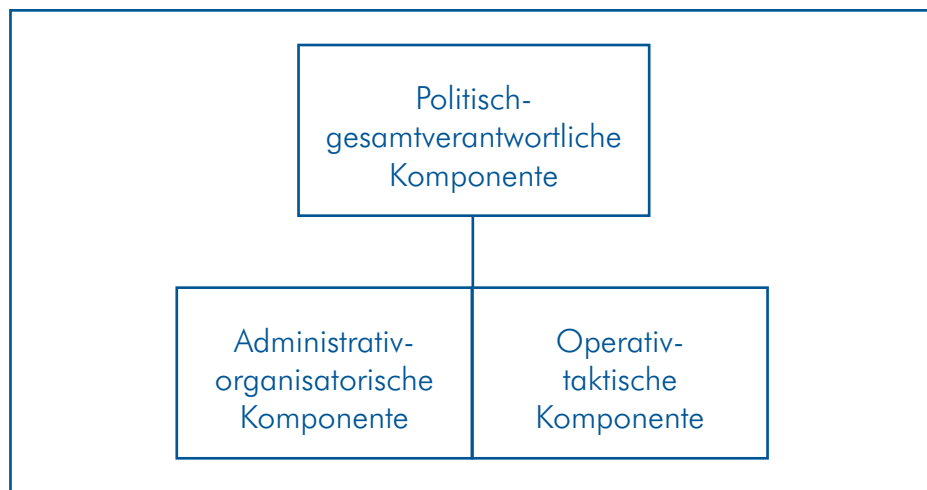 Politisch-
gesamtverantwortliche
Komponente
Administrativ-
organisatorische
Komponente
Operativ-
taktische
Komponente